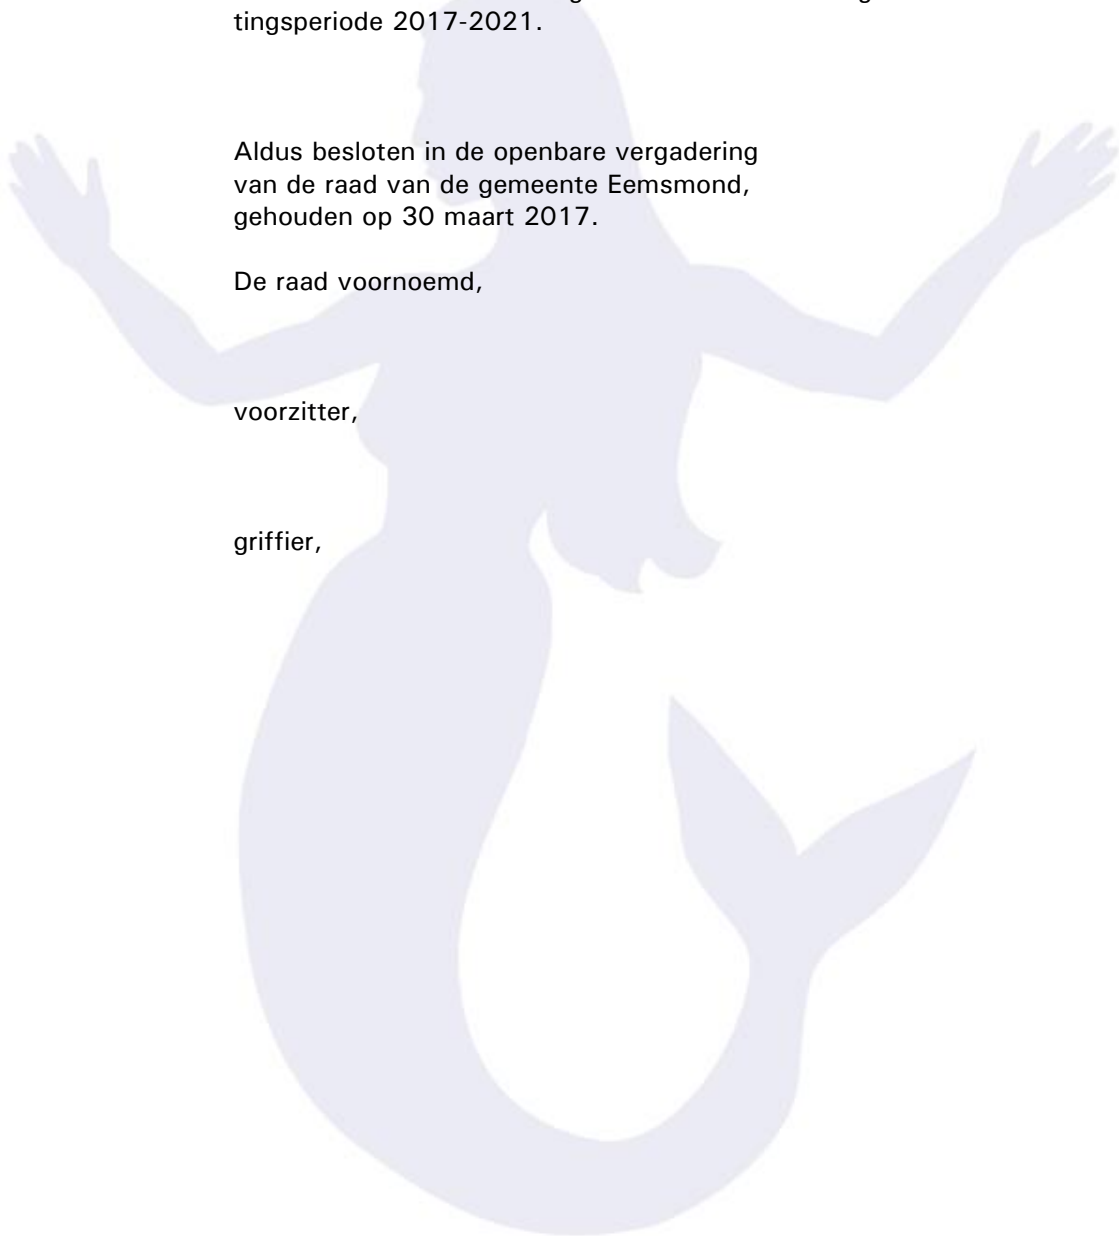 tingsperiode 2017-2021.
Aldus besloten in de openbare vergadering
van de raad van de gemeente Eemsmond,
gehouden op 30 maart 2017.
De raad voornoemd,
voorzitter,
griffier,